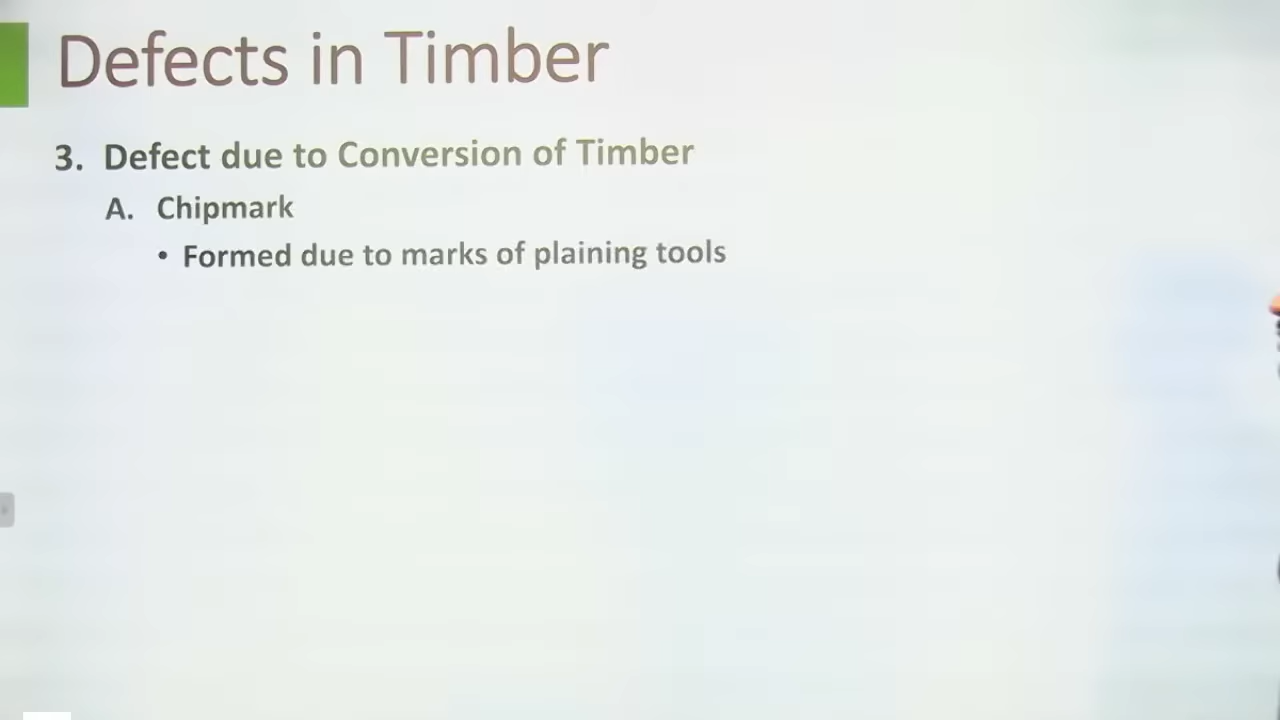 Defects in Timber
3. Defect due to Conversion of Timber
A. Chipmark
• Formed due to marks of plaining tools